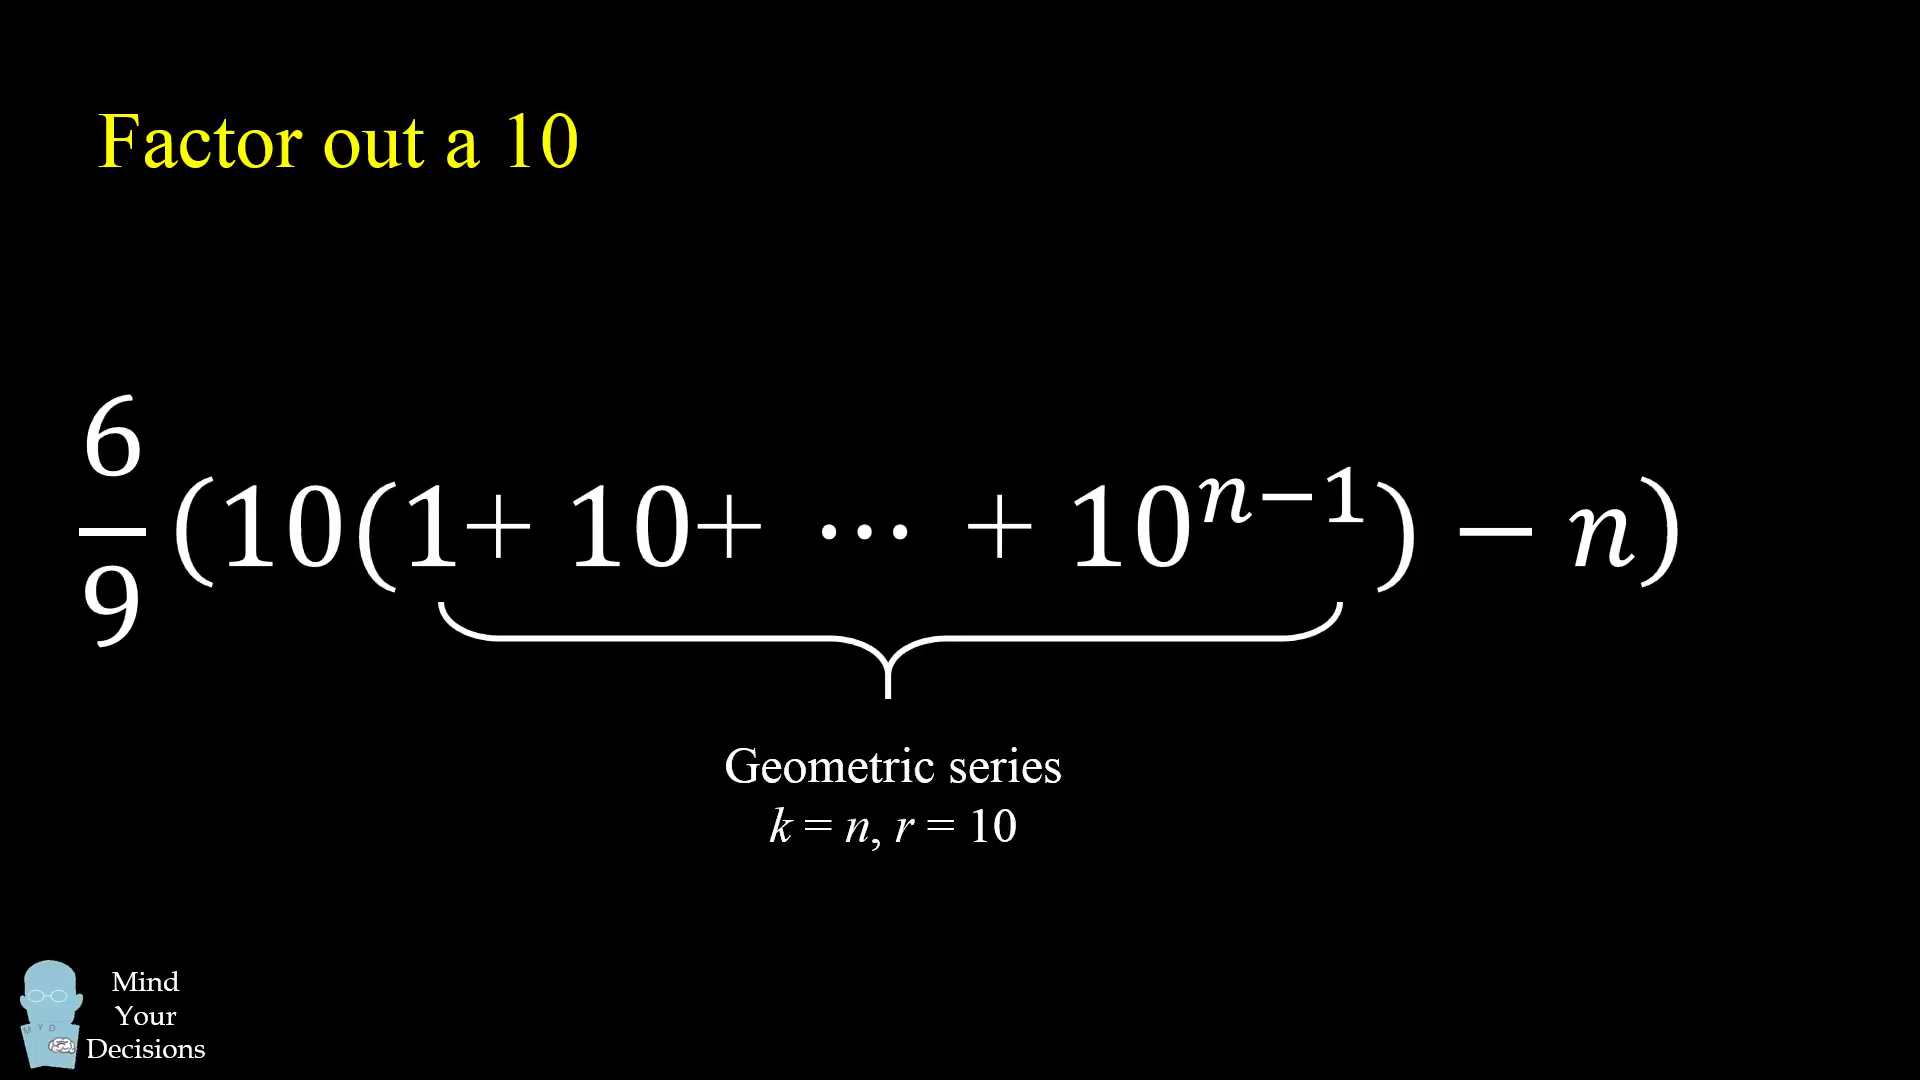 Factor out a 10
6/9 (10(1+ 10+ ⋯ + 10^{n−1}) − n)
Geometric series
k = n, r = 10
M Y D
Mind
Your
Decisions